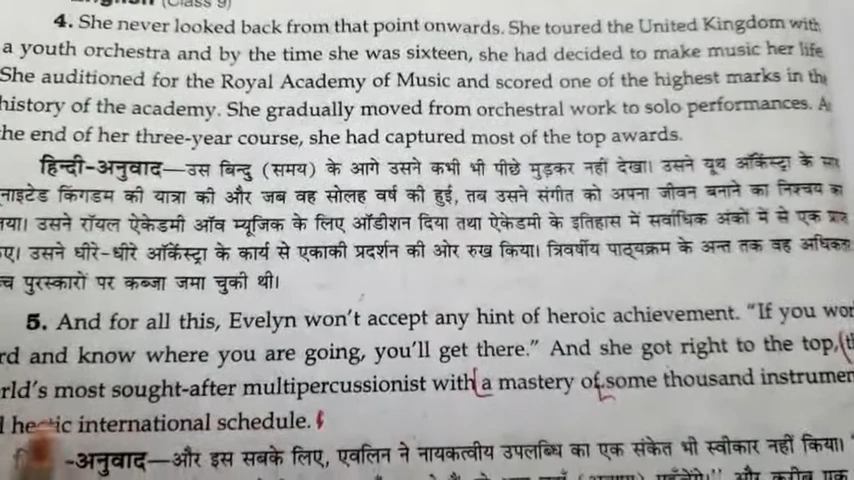 (Class 9)
4. She never looked back from that point onwards. She toured the United Kingdom with
a youth orchestra and by the time she was sixteen, she had decided to make music her life
She auditioned for the Royal Academy of Music and scored one of the highest marks in the
history of the academy. She gradually moved from orchestral work to solo performances. A
he end of her three-year course, she had captured most of the top awards.
हिन्दी-अनुवाद—उस बिन्दु (समय) के आगे उसने कभी भी पीछे मुड़कर नहीं देखा। उसने यूथ ऑर्केस्ट्रा के साथ
नाइटेड किंगडम की यात्रा की और जब वह सोलह वर्ष की हुई, तब उसने संगीत को अपना जीवन बनाने का निश्चय
या। उसने रॉयल ऐकेडमी ऑव म्यूजिक के लिए ऑडीशन दिया तथा ऐकेडमी के इतिहास में सर्वाधिक अंकों में से एक
ए। उसने धीरे-धीरे ऑर्केस्ट्रा के कार्य से एकाकी प्रदर्शन की ओर रुख किया। त्रिवर्षीय पाठ्यक्रम के अन्त तक वह
च पुरस्कारों पर कब्जा जमा चुकी थी।
5. And for all this, Evelyn won't accept any hint of heroic achievement. "If you wor
rd and know where you are going, you'll get there." And she got right to the top, (th
rld's most sought-after multipercussionist with a mastery of some thousand instrumen
hectic international schedule.
-अनुवाद—और इस सबके लिए, एवलिन ने नायकत्वीय उपलब्धि का एक संकेत भी स्वीकार नहीं किया।